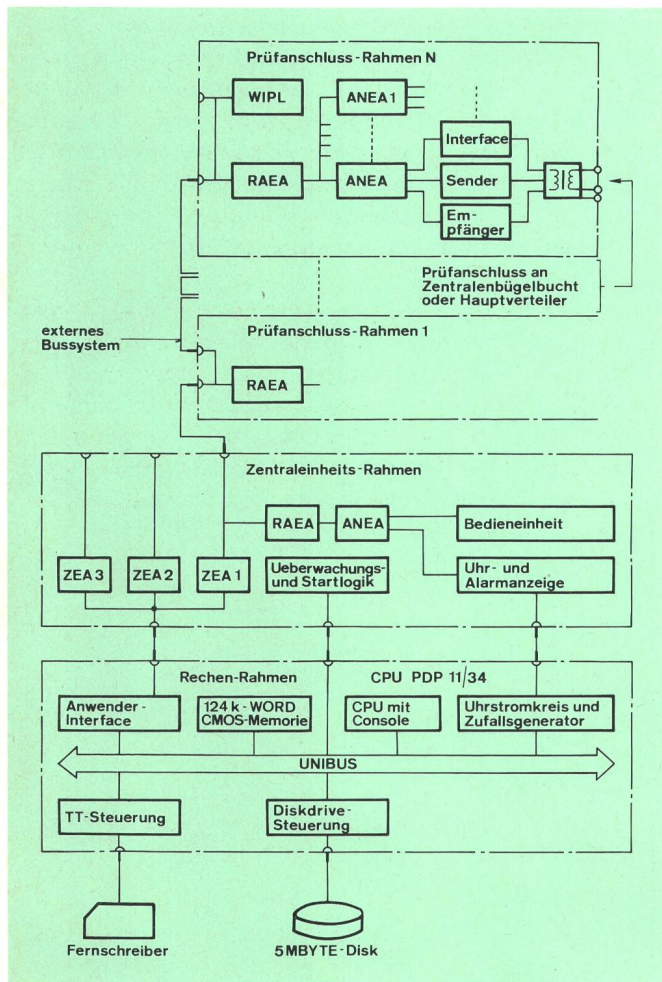 Prüfanschluss-Rahmen N
WIPL
ANEA 1
Interface
RAEA
ANEA
Sender
Em-
pfänger
Prüfanschluss an
Zentralenbügelbucht
oder Hauptverteiler
externes
Bussystem
Prüfanschluss-Rahmen 1
RAEA
Zentraleinheits-Rahmen
RAEA
ANEA
Bedieneinheit
ZEA 3
ZEA 2
ZEA 1
Ueberwachungs-
und Startlogik
Uhr- und
Alarmanzeige
Rechen-Rahmen
CPU PDP 11/34
Anwender-
Interface
124 k-WORD
CMOS-Memorie
CPU mit
Console
Uhrstromkreis und
Zufallsgenerator
UNIBUS
TT-Steuerung
Diskdrive-
Steuerung
Fernschreiber
5MBYTE-Disk